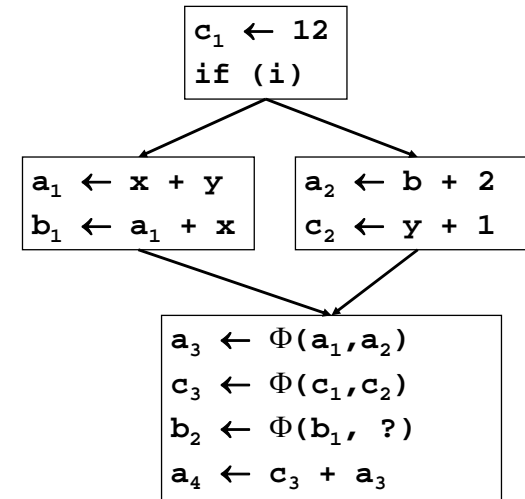 c₁ ← 12
if (i)
a₁ ← x + y
b₁ ← a₁ + x
a₂ ← b + 2
c₂ ← y + 1
a₃ ← Φ(a₁,a₂)
c₃ ← Φ(c₁,c₂)
b₂ ← Φ(b₁, ?)
a₄ ← c₃ + a₃